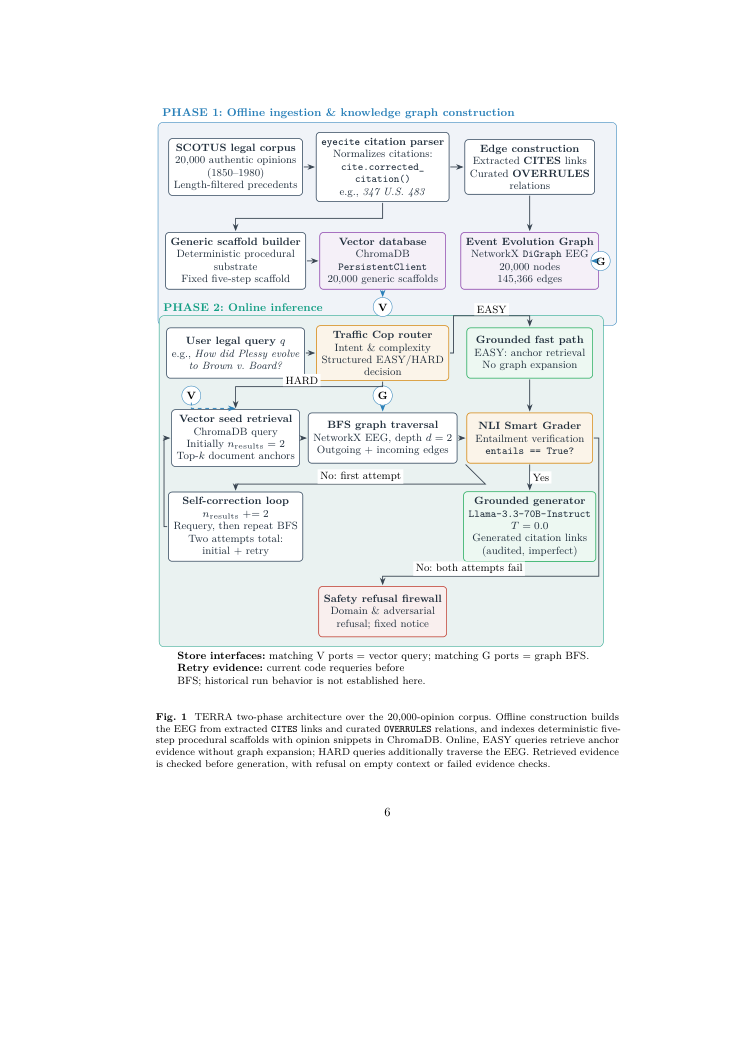 PHASE 1: Offline ingestion & knowledge graph construction
SCOTUS legal corpus
20,000 authentic opinions
(1850–1980)
Length-filtered precedents
eyecite citation parser
Normalizes citations:
cite.corrected_
citation()
e.g., 347 U.S. 483
Edge construction
Extracted CITES links
Curated OVERRULES
relations
Generic scaffold builder
Deterministic procedural
substrate
Fixed five-step scaffold
Vector database
ChromaDB
PersistentClient
20,000 generic scaffolds
Event Evolution Graph
NetworkX DiGraph EEG
20,000 nodes
145,366 edges
G
V
PHASE 2: Online inference
EASY
User legal query q
e.g., How did Plessy evolve
to Brown v. Board?
Traffic Cop router
Intent & complexity
Structured EASY/HARD
decision
Grounded fast path
EASY: anchor retrieval
No graph expansion
HARD
V
G
Vector seed retrieval
ChromaDB query
Initially nresults = 2
Top-k document anchors
BFS graph traversal
NetworkX EEG, depth d = 2
Outgoing + incoming edges
NLI Smart Grader
Entailment verification
entails == True?
No: first attempt
Yes
Self-correction loop
nresults += 2
Requery, then repeat BFS
Two attempts total:
initial + retry
Grounded generator
Llama-3.3-70B-Instruct
T = 0.0
Generated citation links
(audited, imperfect)
No: both attempts fail
Safety refusal firewall
Domain & adversarial
refusal; fixed notice
Store interfaces: matching V ports = vector query; matching G ports = graph BFS.
Retry evidence: current code requeries before
BFS; historical run behavior is not established here.
Fig. 1 TERRA two-phase architecture over the 20,000-opinion corpus. Offline construction builds
the EEG from extracted CITES links and curated OVERRULES relations, and indexes deterministic five-
step procedural scaffolds with opinion snippets in ChromaDB. Online, EASY queries retrieve anchor
evidence without graph expansion; HARD queries additionally traverse the EEG. Retrieved evidence
is checked before generation, with refusal on empty context or failed evidence checks.
6